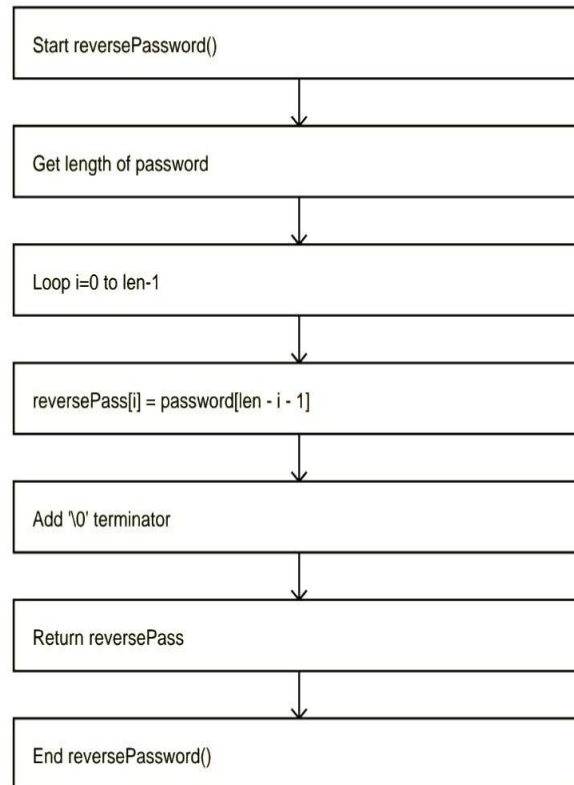 Start reversePassword()
Get length of password
Loop i=0 to len-1
reversePass[i] = password[len - i - 1]
Add '\0' terminator
Return reversePass
End reversePassword()